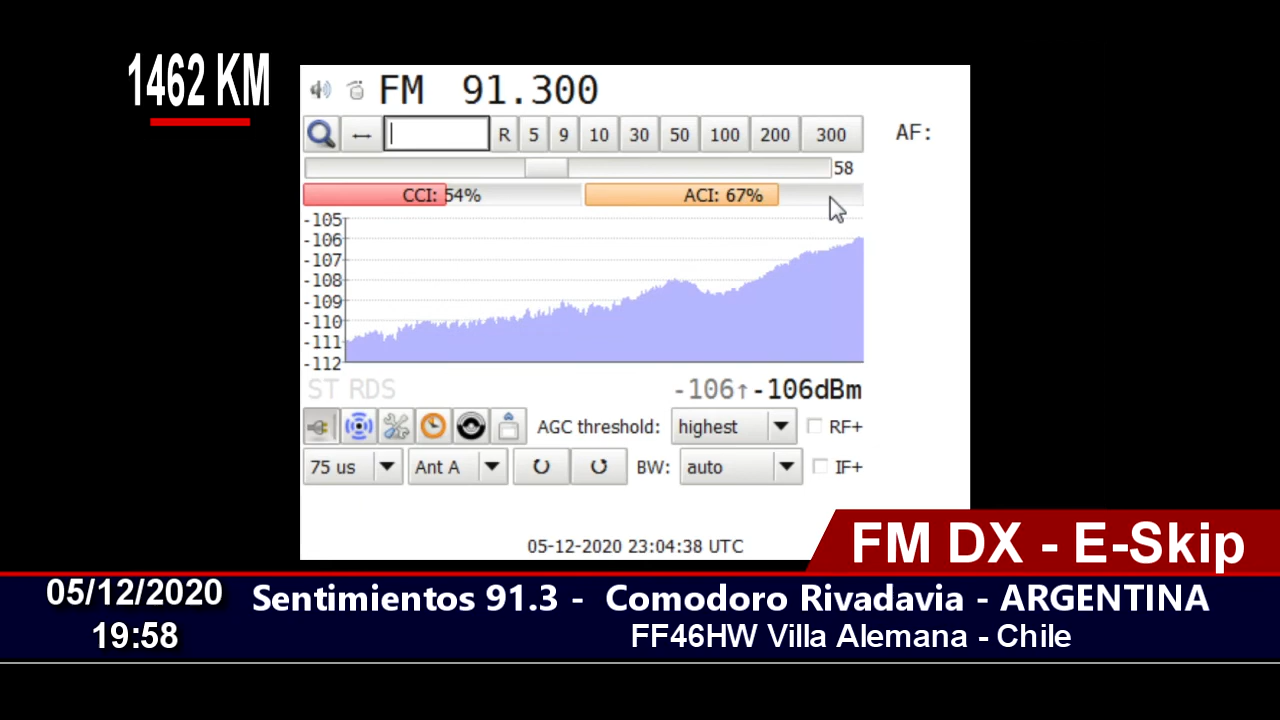 1462 KM
FM 91.300
R 5 9 10 30 50 100 200 300
AF:
58
CCI: 54%
ACI: 67%
-105
-106
-107
-108
-109
-110
-111
-112
ST RDS
-106↑-106dBm
AGC threshold: highest RF+
75 us Ant A BW: auto IF+
05-12-2020 23:04:38 UTC
FM DX - E-Skip
05/12/2020
19:58
Sentimientos 91.3 - Comodoro Rivadavia - ARGENTINA
FF46HW Villa Alemana - Chile